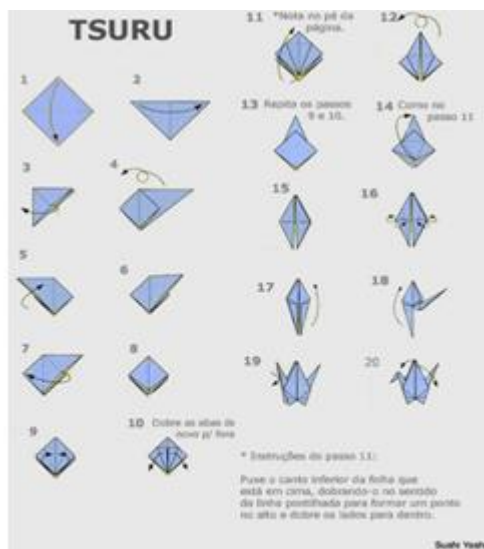 TSURU
1
2
3
4
5
6
7
8
9
10 Dobre as abas de
novo p/ fora
11 *Nota no pé da
página.
12
13 Repita os passos
9 e 10.
14 Como no
passo 11
15
16
17
18
19
20
* Instruções do passo 11:
Puxe o canto inferior da folha que
está em cima, dobrando-o no sentido
da linha pontilhada para formar um ponto
no alto e dobre os lados para dentro.
Sushi Yoshi